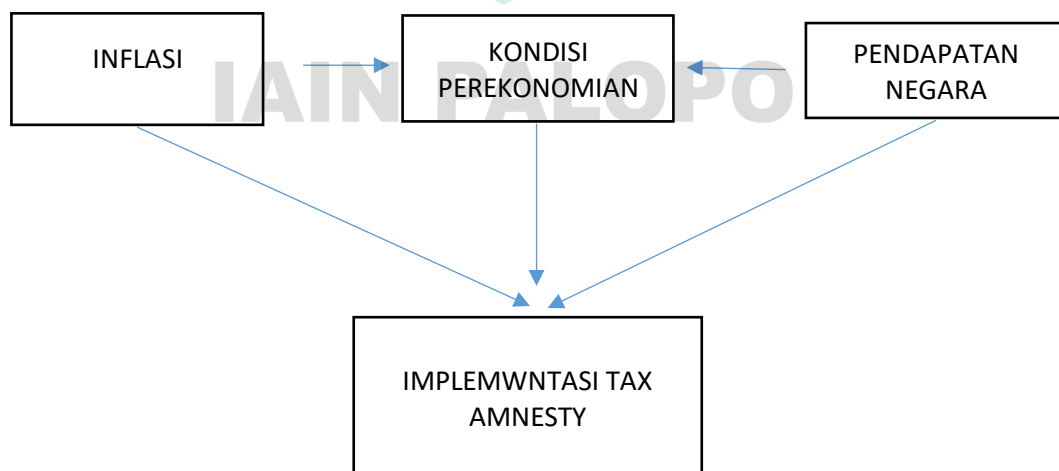 INFLASI
KONDISI
PEREKONOMIAN
PENDAPATAN
NEGARA
IAIN PALOPO
IMPLEMWNTASI TAX
AMNESTY